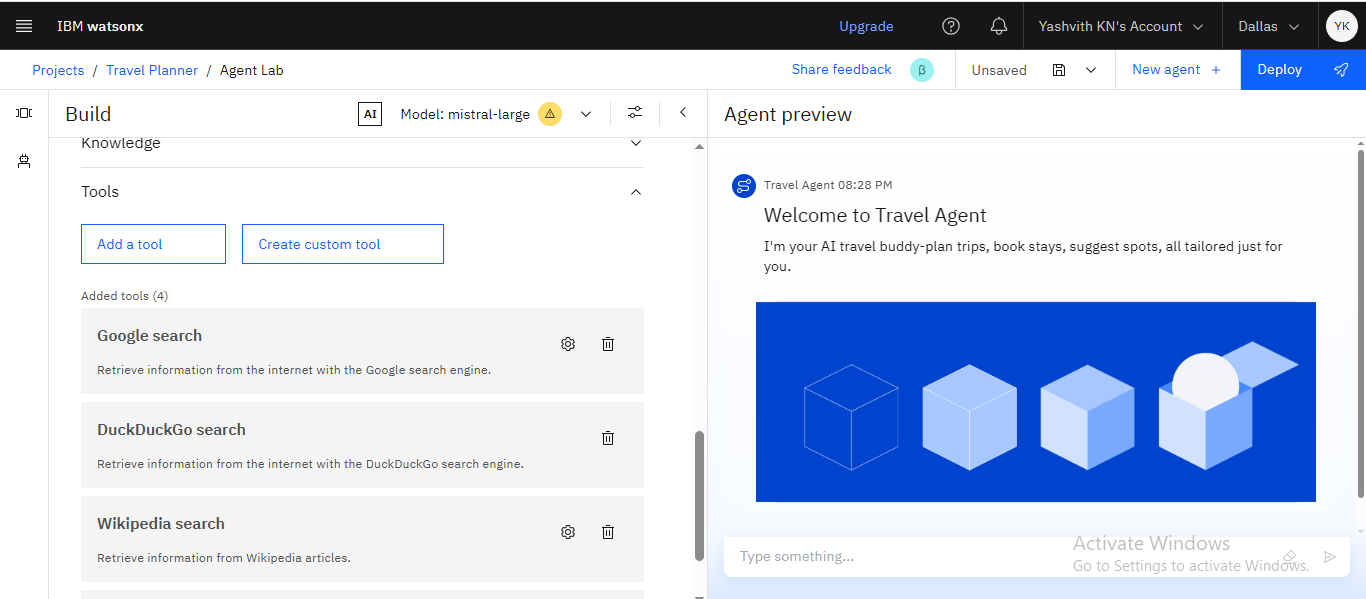 IBM watsonx
Upgrade
Yashvith KN's Account
Dallas
YK
Projects / Travel Planner / Agent Lab
Share feedback
β
Unsaved
New agent +
Deploy
Build
AI
Model: mistral-large
Agent preview
Knowledge
Tools
Add a tool
Create custom tool
Added tools (4)
Google search
Retrieve information from the internet with the Google search engine.
DuckDuckGo search
Retrieve information from the internet with the DuckDuckGo search engine.
Wikipedia search
Retrieve information from Wikipedia articles.
Travel Agent 08:28 PM
Welcome to Travel Agent
I'm your AI travel buddy-plan trips, book stays, suggest spots, all tailored just for
you.
Type something...
Activate Windows
Go to Settings to activate Windows.